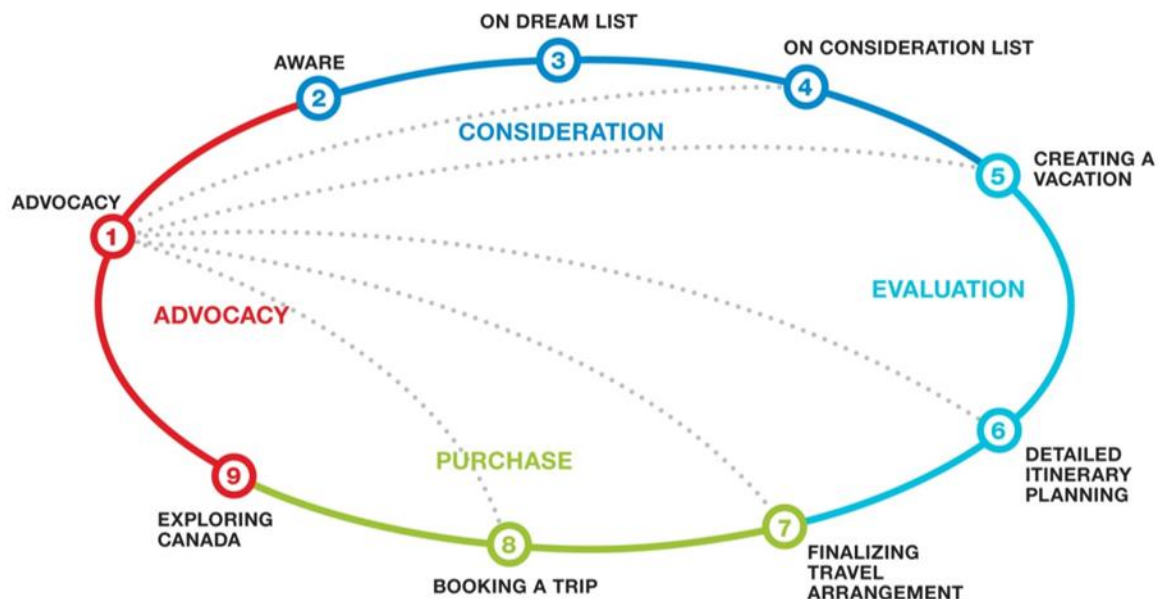 ON DREAM LIST
3
ON CONSIDERATION LIST
4
AWARE
2
CONSIDERATION
CREATING A
VACATION
5
ADVOCACY
1
EVALUATION
ADVOCACY
6
DETAILED
ITINERARY
PLANNING
PURCHASE
9
EXPLORING
CANADA
7
FINALIZING
TRAVEL
ARRANGEMENT
8
BOOKING A TRIP